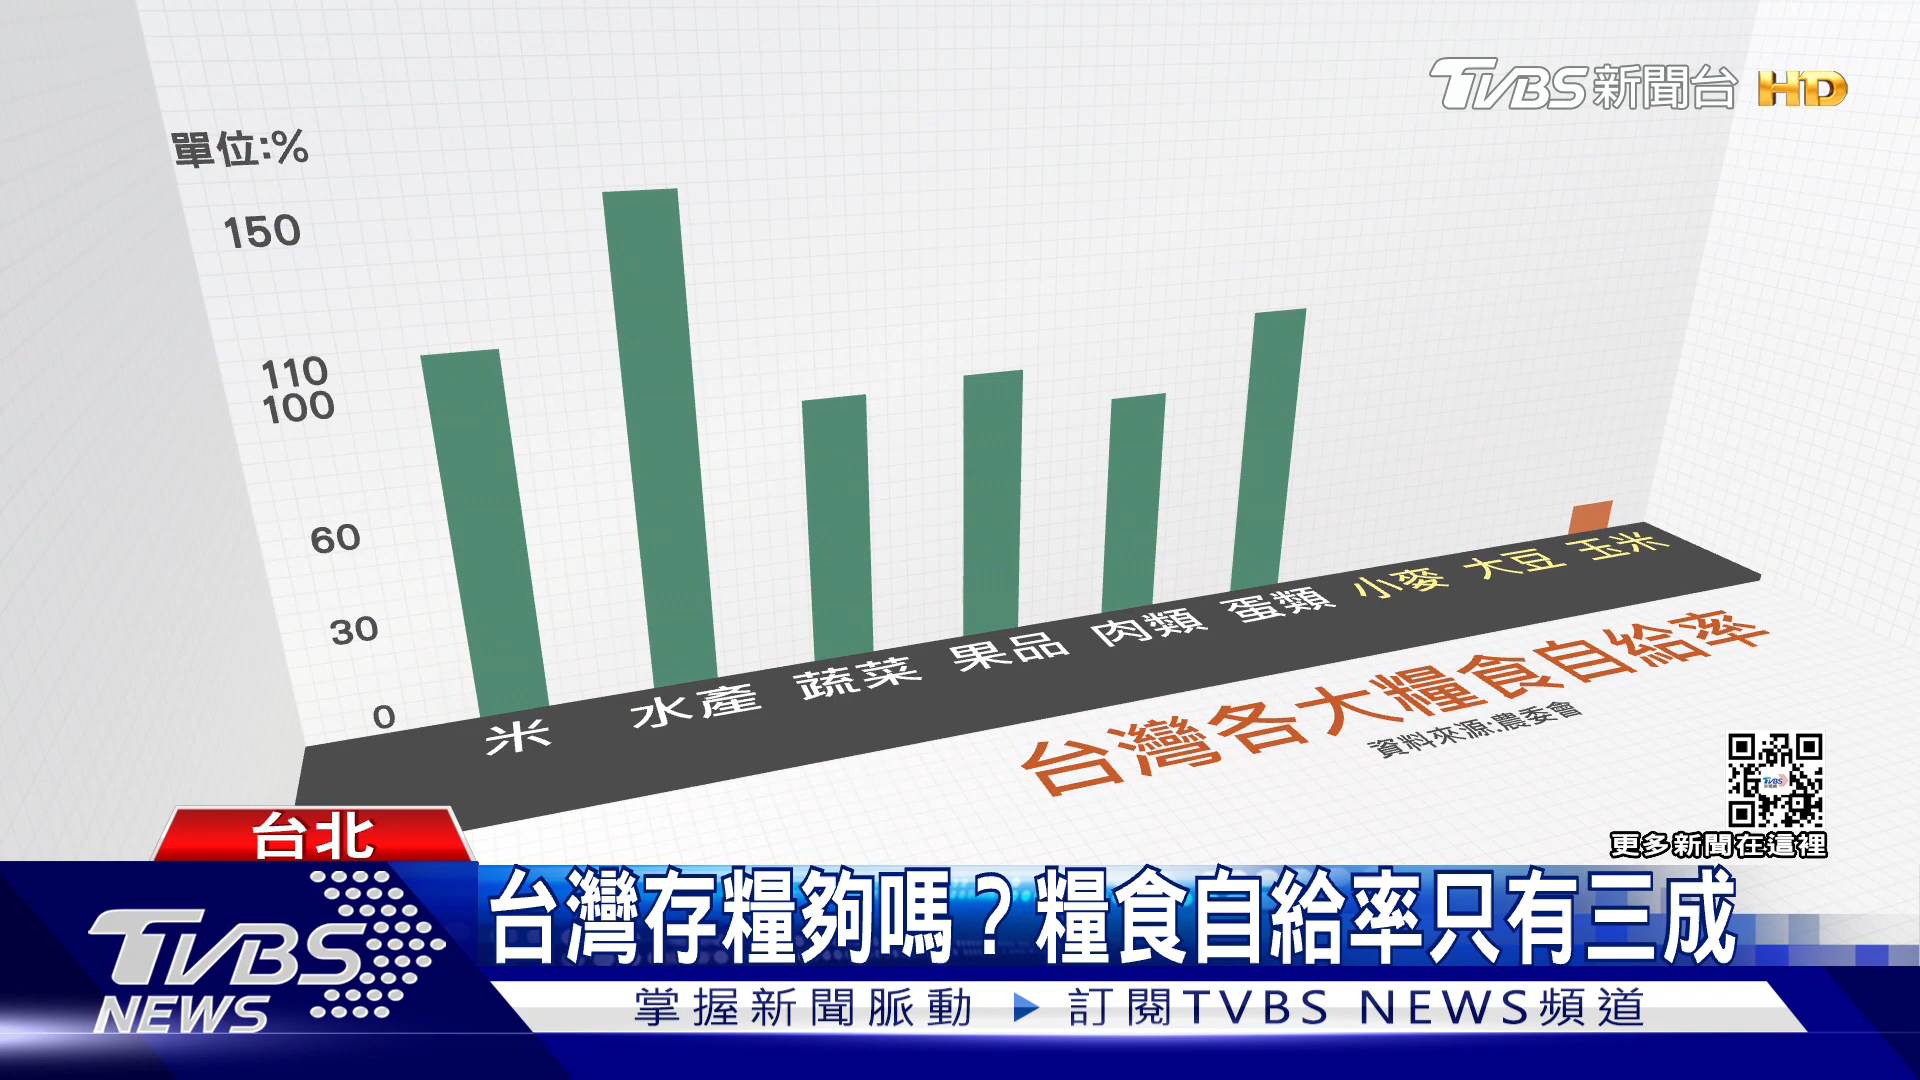 TVBS新聞台 HD
單位:%
150
110
100
60
30
0
米 水產 蔬菜 果品 肉類 蛋類 小麥 大豆 玉米
台灣各大糧食自給率
資料來源:農委會
TVBS
更多新聞在這裡
台北
台灣存糧夠嗎？糧食自給率只有三成
TVBS
NEWS
掌握新聞脈動 ▶ 訂閱TVBS NEWS頻道